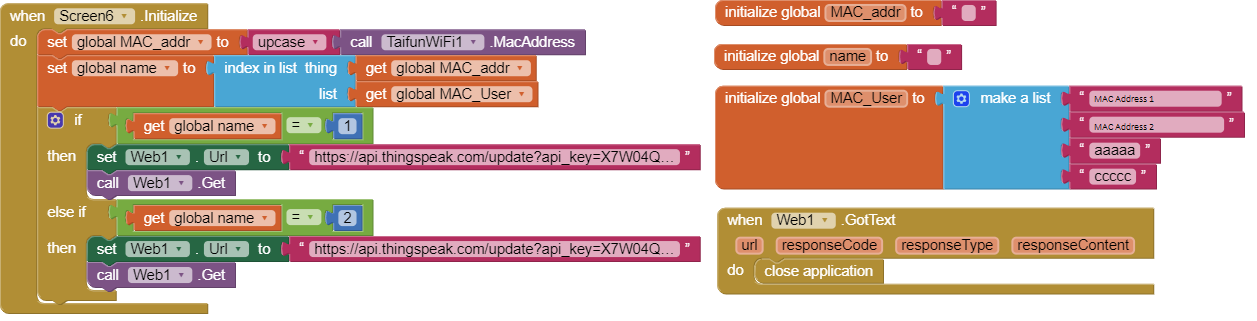 when Screen6 .Initialize
do set global MAC_addr to upcase call TaifunWiFi1 .MacAddress
set global name to index in list thing get global MAC_addr
list get global MAC_User
if get global name = 1
then set Web1 . Url to “ https://api.thingspeak.com/update?api_key=X7W04Q... ”
call Web1 .Get
else if get global name = 2
then set Web1 . Url to “ https://api.thingspeak.com/update?api_key=X7W04Q... ”
call Web1 .Get
initialize global MAC_addr to “ ”
initialize global name to “ ”
initialize global MAC_User to make a list “ MAC Address 1 ”
“ MAC Address 2 ”
“ aaaaa ”
“ ccccc ”
when Web1 .GotText
url responseCode responseType responseContent
do close application